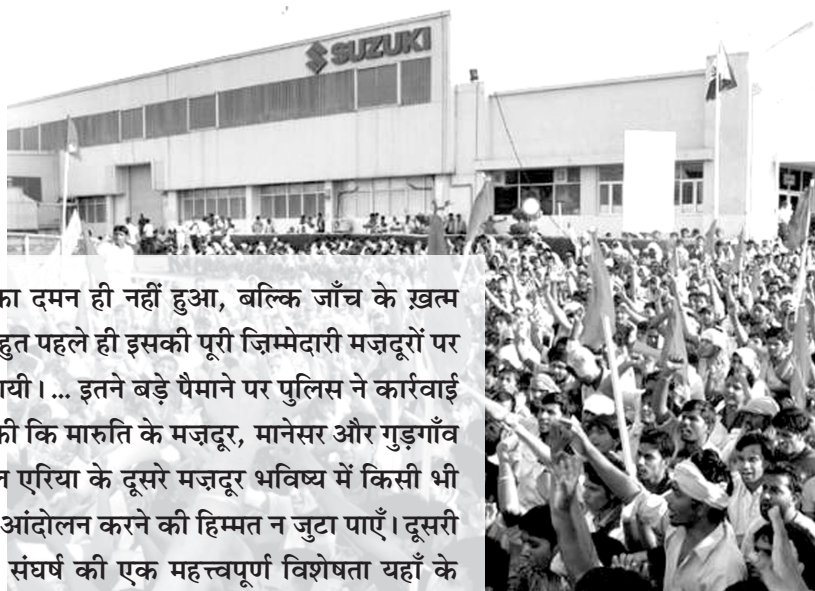 SUZUKI
का दमन ही नहीं हुआ, बल्कि जाँच के ख़त्म
हुत पहले ही इसकी पूरी ज़िम्मेदारी मज़दूरों पर
गयी। ... इतने बड़े पैमाने पर पुलिस ने कार्रवाई
की कि मारुति के मज़दूर, मानेसर और गुड़गाँव
एरिया के दूसरे मज़दूर भविष्य में किसी भी
आंदोलन करने की हिम्मत न जुटा पाएँ। दूसरी
संघर्ष की एक महत्त्वपूर्ण विशेषता यहाँ के